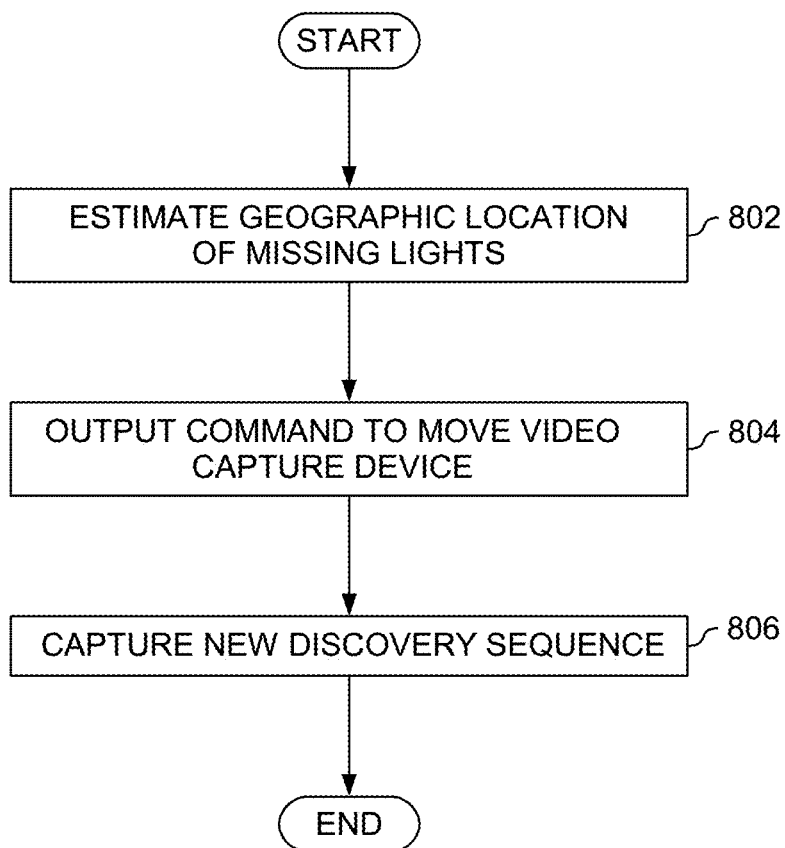 START
ESTIMATE GEOGRAPHIC LOCATION
OF MISSING LIGHTS
802
OUTPUT COMMAND TO MOVE VIDEO
CAPTURE DEVICE
804
CAPTURE NEW DISCOVERY SEQUENCE
806
END